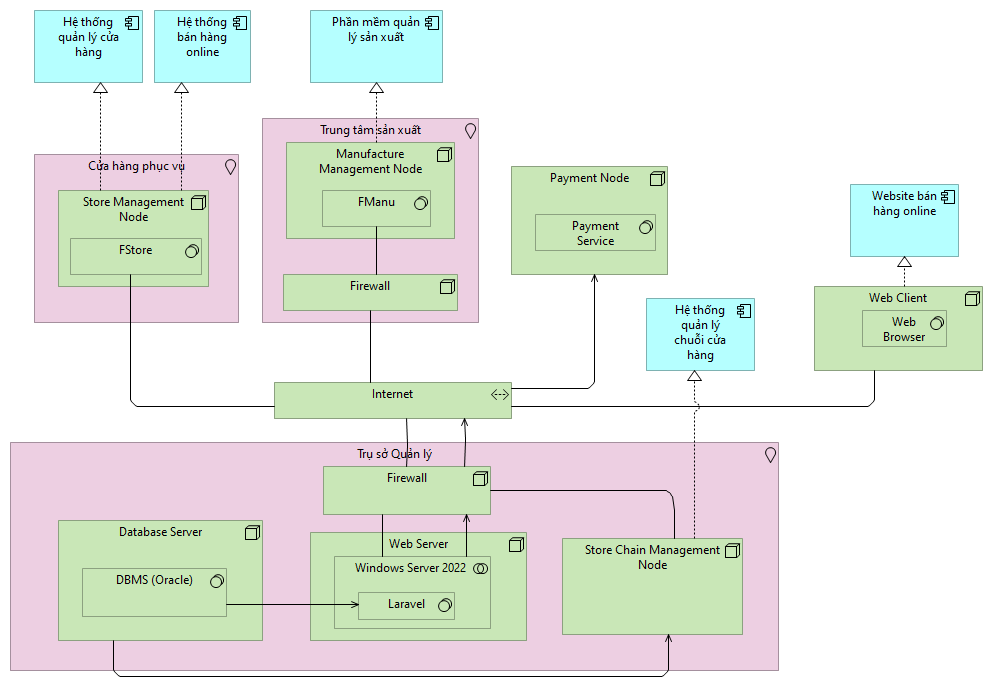 Hệ thống
quản lý cửa
hàng
Hệ thống
bán hàng
online
Phần mềm quản
lý sản xuất
Cửa hàng phục vụ
Store Management
Node
FStore
Trung tâm sản xuất
Manufacture
Management Node
FManu
Firewall
Payment Node
Payment
Service
Website bán
hàng online
Web Client
Web
Browser
Hệ thống
quản lý
chuỗi cửa
hàng
Internet
Trụ sở Quản lý
Firewall
Database Server
DBMS (Oracle)
Web Server
Windows Server 2022
Laravel
Store Chain Management
Node